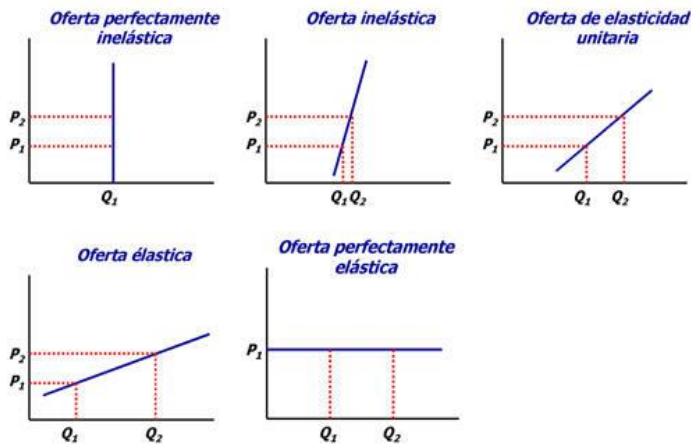 Oferta perfectamente
inelástica
P2
P1
Q1
Oferta inelástica
P2
P1
Q1 Q2
Oferta de elasticidad
unitaria
P2
P1
Q1 Q2
Oferta élastica
P2
P1
Q1 Q2
Oferta perfectamente
elástica
P1
Q1 Q2